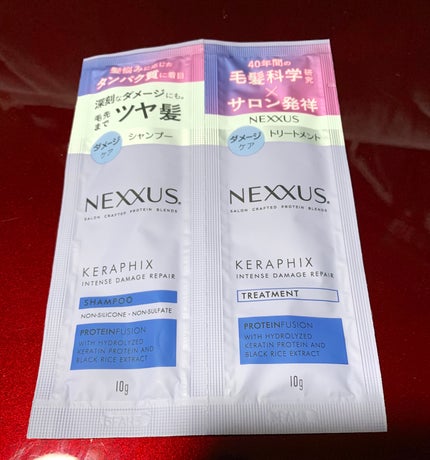 髪悩みに応じた
タンパク質に着目
深刻なダメージにも。
毛先まで ツヤ髪
ダメージケア
シャンプー
NEXXUS.
SALON CRAFTED PROTEIN BLENDS
KERAPHIX
INTENSE DAMAGE REPAIR
SHAMPOO
NON-SILICONE・NON-SULFATE
PROTEINFUSION
WITH HYDROLYZED
KERATIN PROTEIN AND
BLACK RICE EXTRACT
10g
40年間の
毛髪科学研究
×
サロン発祥
NEXXUS
ダメージケア
トリートメント
NEXXUS.
SALON CRAFTED PROTEIN BLENDS
KERAPHIX
INTENSE DAMAGE REPAIR
TREATMENT
PROTEINFUSION
WITH HYDROLYZED
KERATIN PROTEIN AND
BLACK RICE EXTRACT
10g